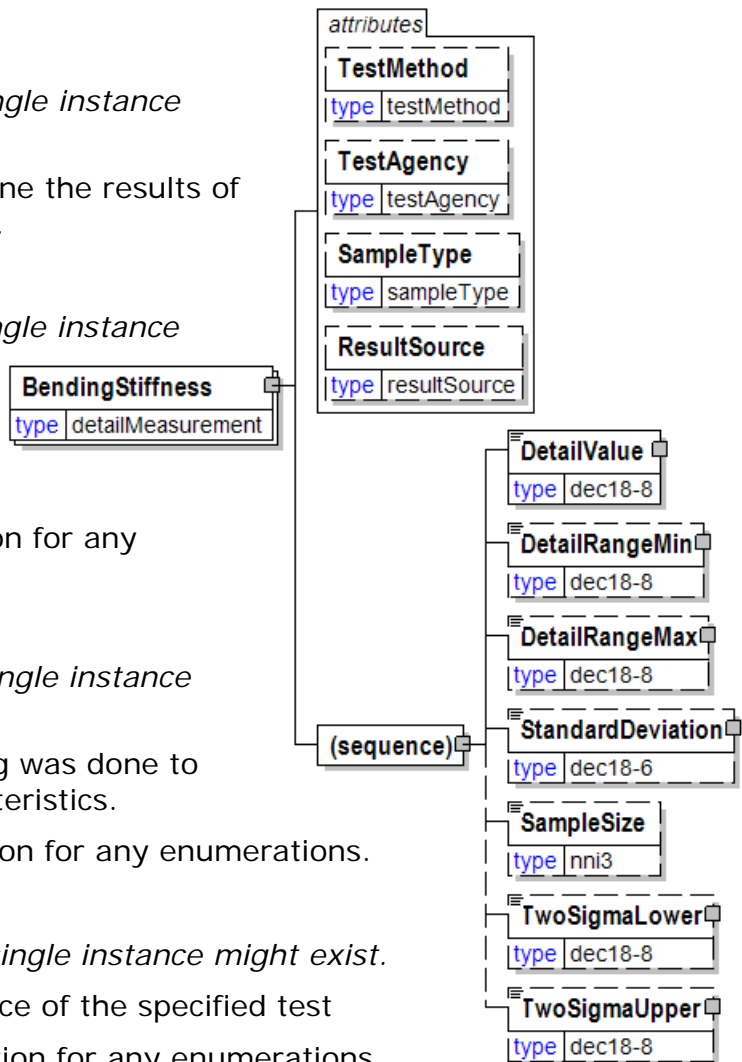 ngle instance
ne the results of
.
ngle instance
on for any
ngle instance
g was done to
teristics.
on for any enumerations.
single instance might exist.
ce of the specified test
tion for any enumerations
attributes
TestMethod
type testMethod
TestAgency
type testAgency
SampleType
type sampleType
ResultSource
type resultSource
BendingStiffness
type detailMeasurement
(sequence)
DetailValue
type dec18-8
DetailRangeMin
type dec18-8
DetailRangeMax
type dec18-8
StandardDeviation
type dec18-6
SampleSize
type nni3
TwoSigmaLower
type dec18-8
TwoSigmaUpper
type dec18-8